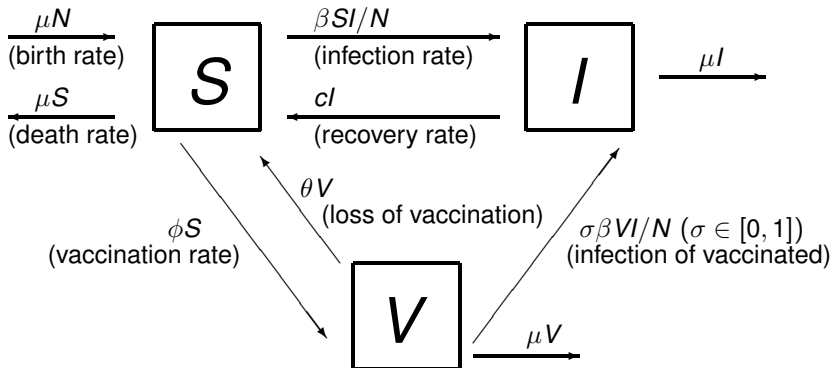 μN
(birth rate)
S
βSI/N
(infection rate)
I
μI
μS
(death rate)
cI
(recovery rate)
θV
(loss of vaccination)
ϕS
(vaccination rate)
σβVI/N (σ ∈ [0, 1])
(infection of vaccinated)
V
μV